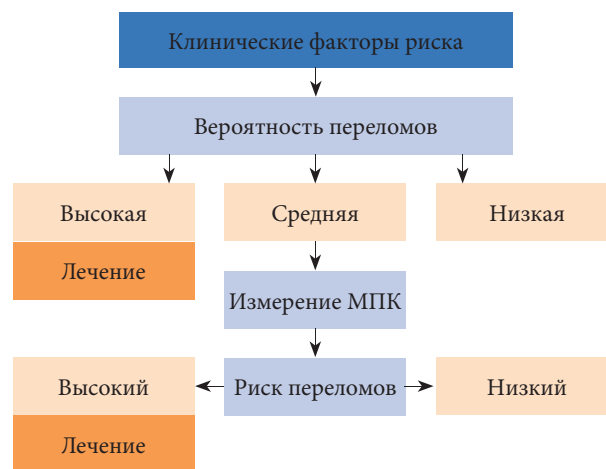 Клинические факторы риска
Вероятность переломов
Высокая
Средняя
Низкая
Лечение
Измерение МПК
Высокий
Риск переломов
Низкий
Лечение